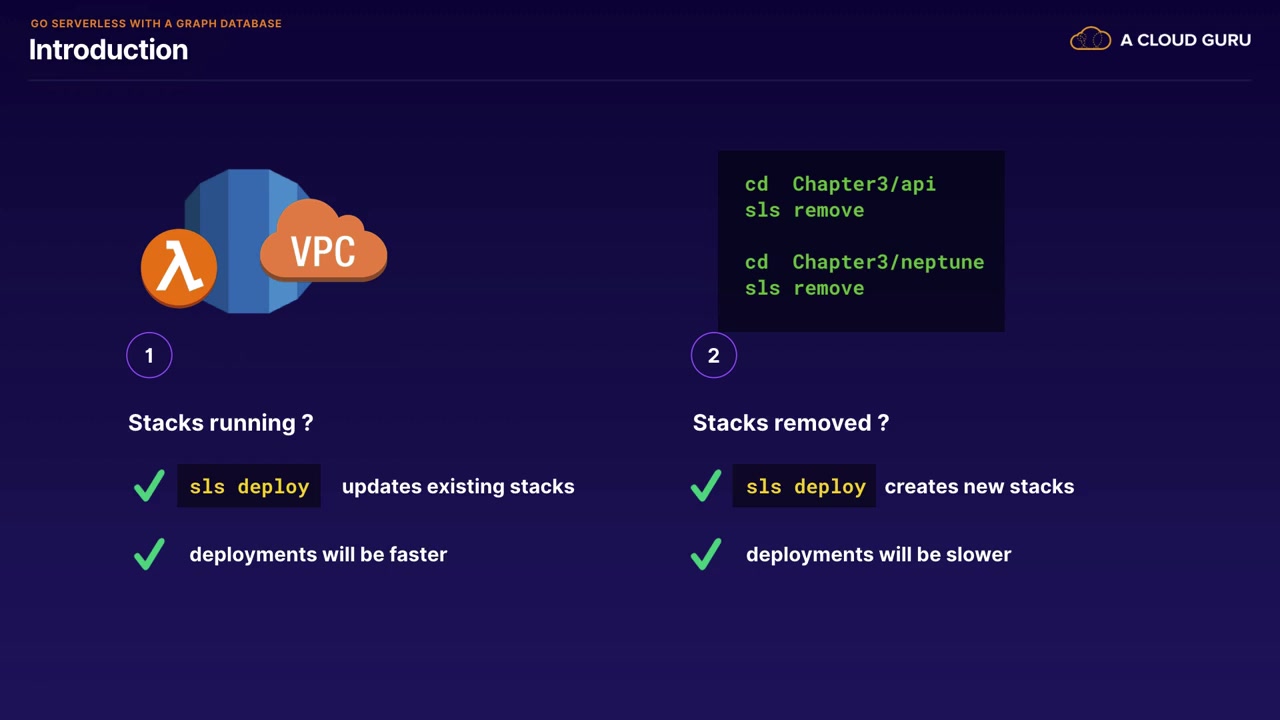 GO SERVERLESS WITH A GRAPH DATABASE
Introduction
A CLOUD GURU
λ
VPC
cd  Chapter3/api
sls remove
cd  Chapter3/neptune
sls remove
1
2
Stacks running ?
Stacks removed ?
sls deploy updates existing stacks
sls deploy creates new stacks
deployments will be faster
deployments will be slower